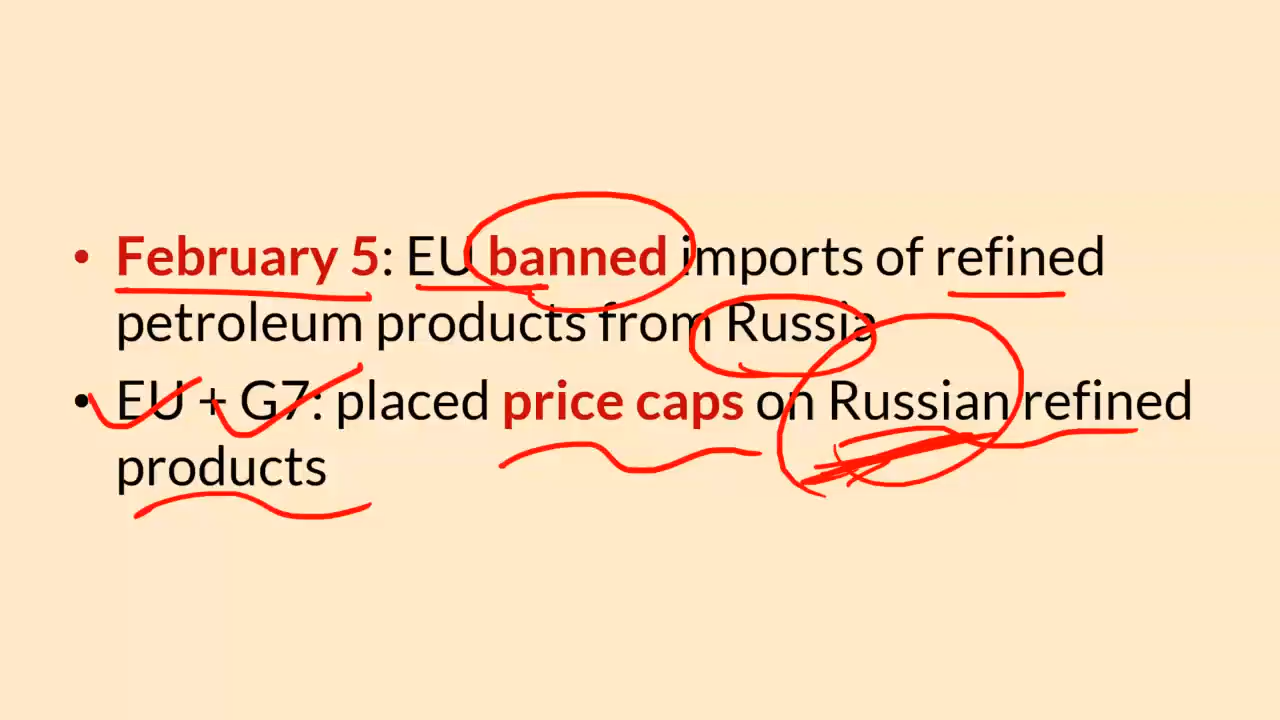 • February 5: EU banned imports of refined
petroleum products from Russia
• EU + G7: placed price caps on Russian refined
products